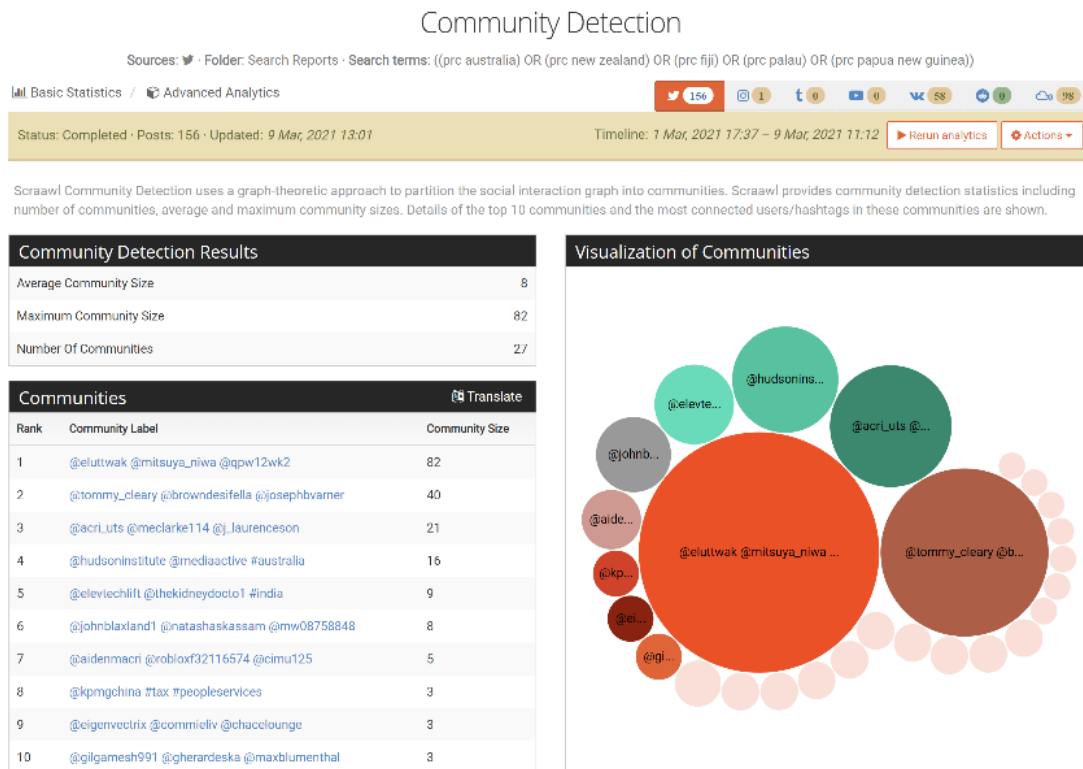 Community Detection
Sources: · Folder: Search Reports · Search terms: ((prc australia) OR (prc new zealand) OR (prc fiji) OR (prc palau) OR (prc papua new guinea))
Basic Statistics / Advanced Analytics
156 1 t 0 0 58 0 98
Status: Completed · Posts: 156 · Updated: 9 Mar, 2021 13:01 Timeline: 1 Mar, 2021 17:37 – 9 Mar, 2021 11:12 Rerun analytics Actions
Scraawl Community Detection uses a graph-theoretic approach to partition the social interaction graph into communities. Scraawl provides community detection statistics including
number of communities, average and maximum community sizes. Details of the top 10 communities and the most connected users/hashtags in these communities are shown.
Community Detection Results
Average Community Size 8
Maximum Community Size 82
Number Of Communities 27
Communities Translate
Rank Community Label Community Size
1 @eluttwak @mitsuya_niwa @qpw12wk2 82
2 @tommy_cleary @browndesifella @josephbvarner 40
3 @acri_uts @meclarke114 @j_laurenceson 21
4 @hudsoninstitute @mediaactive #australia 16
5 @elevtechlift @thekidneydocto1 #india 9
6 @johnblaxland1 @natashaskassam @mw08758848 8
7 @aidenmacri @robloxf32116574 @cimu125 5
8 @kpmgchina #tax #peopleservices 3
9 @eigenvectrix @commieliv @chacelounge 3
10 @gilgamesh991 @gherardeska @maxblumenthal 3
Visualization of Communities
@hudsonins...
@elevte...
@acri_uts @...
@johnb...
@aide...
@eluttwak @mitsuya_niwa ...
@tommy_cleary @b...
@kp...
@ei...
@gi...